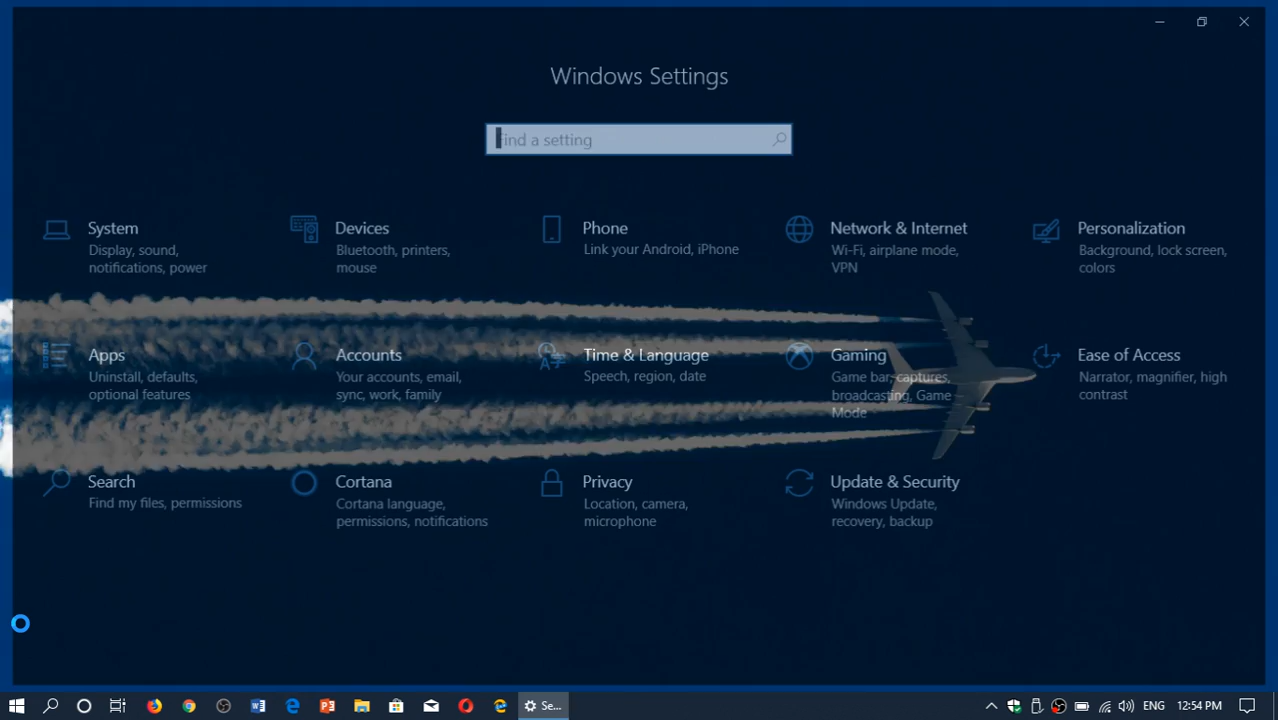 Windows Settings
Find a setting
System
Display, sound,
notifications, power
Devices
Bluetooth, printers,
mouse
Phone
Link your Android, iPhone
Network & Internet
Wi-Fi, airplane mode,
VPN
Personalization
Background, lock screen,
colors
Apps
Uninstall, defaults,
optional features
Accounts
Your accounts, email,
sync, work, family
Time & Language
Speech, region, date
Gaming
Game bar, captures,
broadcasting, Game
Mode
Ease of Access
Narrator, magnifier, high
contrast
Search
Find my files, permissions
Cortana
Cortana language,
permissions, notifications
Privacy
Location, camera,
microphone
Update & Security
Windows Update,
recovery, backup
Se...
ENG
12:54 PM